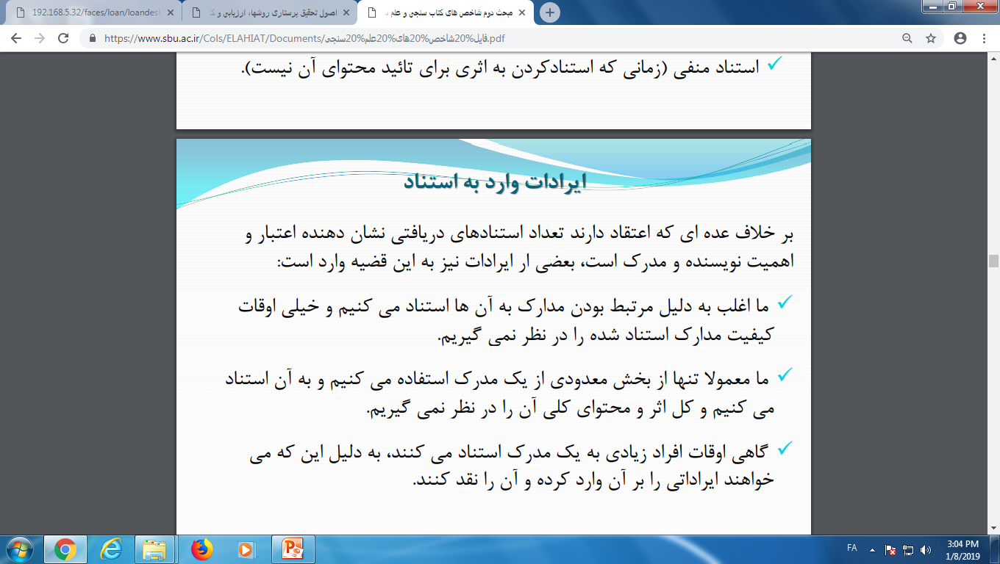 192.168.5.32/faces/loan/loandes
اصول تحقیق پرستاری روشها، ارزیابی و ک
مبحث دوم شاخص های کتاب سنجی و علم س
https://www.sbu.ac.ir/Cols/ELAHIAT/Documents/فایل%20شاخص%20های%20علم%20سنجی.pdf
✓ استناد منفی (زمانی که استنادکردن به اثری برای تائید محتوای آن نیست).
ایرادات وارد به استناد
بر خلاف عده ای که اعتقاد دارند تعداد استنادهای دریافتی نشان دهنده اعتبار و
اهمیت نویسنده و مدرک است، بعضی ار ایرادات نیز به این قضیه وارد است:
✓ ما اغلب به دلیل مرتبط بودن مدارک به آن ها استناد می کنیم و خیلی اوقات
کیفیت مدارک استناد شده را در نظر نمی گیریم.
✓ ما معمولا تنها از بخش معدودی از یک مدرک استفاده می کنیم و به آن استناد
می کنیم و کل اثر و محتوای کلی آن را در نظر نمی گیریم.
✓ گاهی اوقات افراد زیادی به یک مدرک استناد می کنند، به دلیل این که می
خواهند ایراداتی را بر آن وارد کرده و آن را نقد کنند.
FA
3:04 PM
1/8/2019